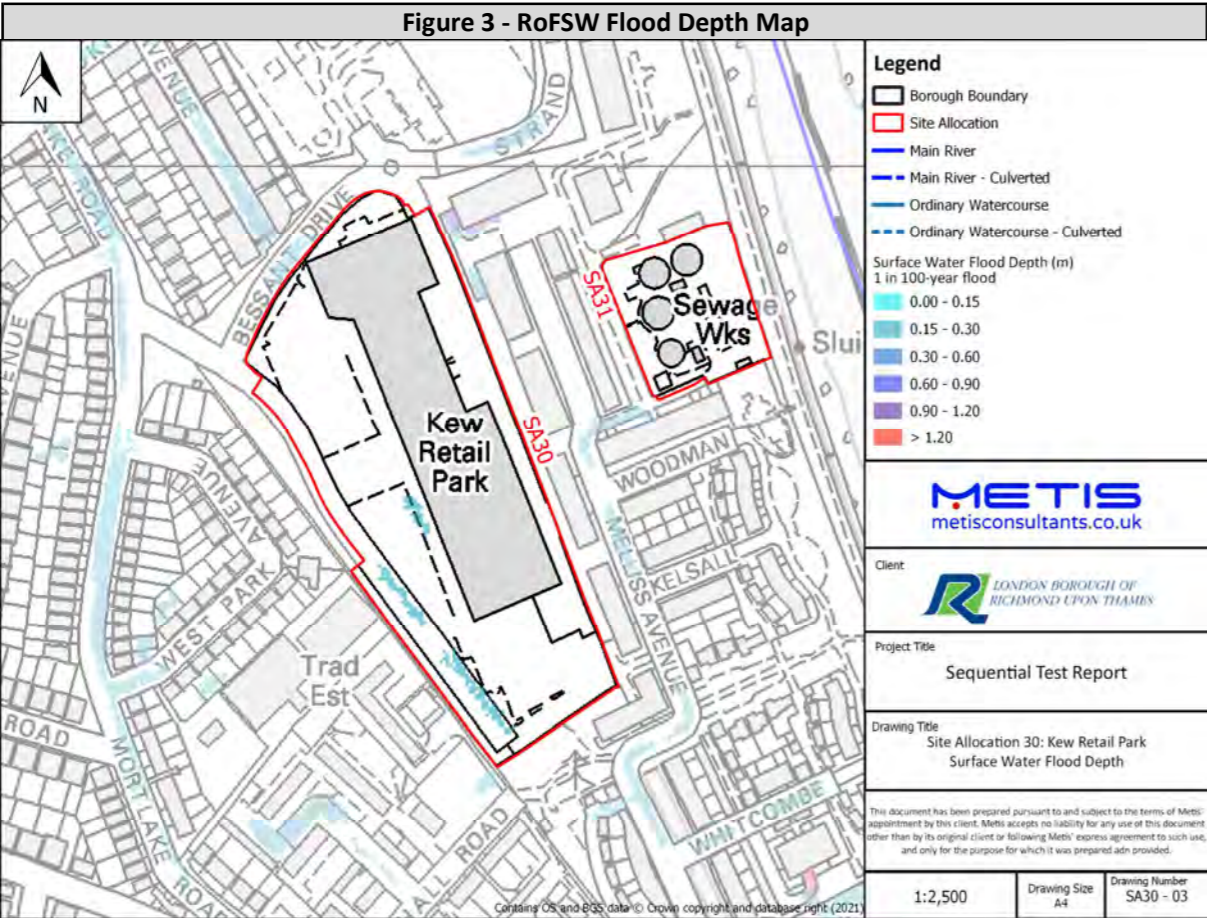 Figure 3 - RoFSW Flood Depth Map
N
AVENUE
KEW ROAD
STRAND
BESSANT DRIVE
AVENUE
SA31
Sewage
Wks
Slui
Kew
Retail
Park
SA30
WOODMAN
AVENUE
WEST PARK
KELSALL
MELLISS AVENUE
Trad
Est
ROAD
MORTLAKE
ROAD
ROAD
WHITCOMBE
Contains OS and BGS data © Crown copyright and database right (2021)
Legend
Borough Boundary
Site Allocation
Main River
Main River - Culverted
Ordinary Watercourse
Ordinary Watercourse - Culverted
Surface Water Flood Depth (m)
1 in 100-year flood
0.00 - 0.15
0.15 - 0.30
0.30 - 0.60
0.60 - 0.90
0.90 - 1.20
> 1.20
METIS
metisconsultants.co.uk
Client
LONDON BOROUGH OF
RICHMOND UPON THAMES
Project Title
Sequential Test Report
Drawing Title
Site Allocation 30: Kew Retail Park
Surface Water Flood Depth
This document has been prepared pursuant to and subject to the terms of Metis'
appointment by this client. Metis accepts no liability for any use of this document
other than by its original client or following Metis' express agreement to such use,
and only for the purpose for which it was prepared adn provided.
1:2,500
Drawing Size
A4
Drawing Number
SA30 - 03